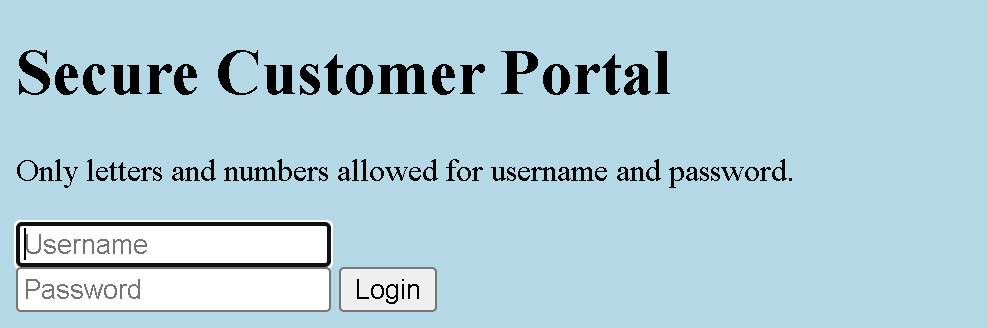 Secure Customer Portal
Only letters and numbers allowed for username and password.
Username
Password Login